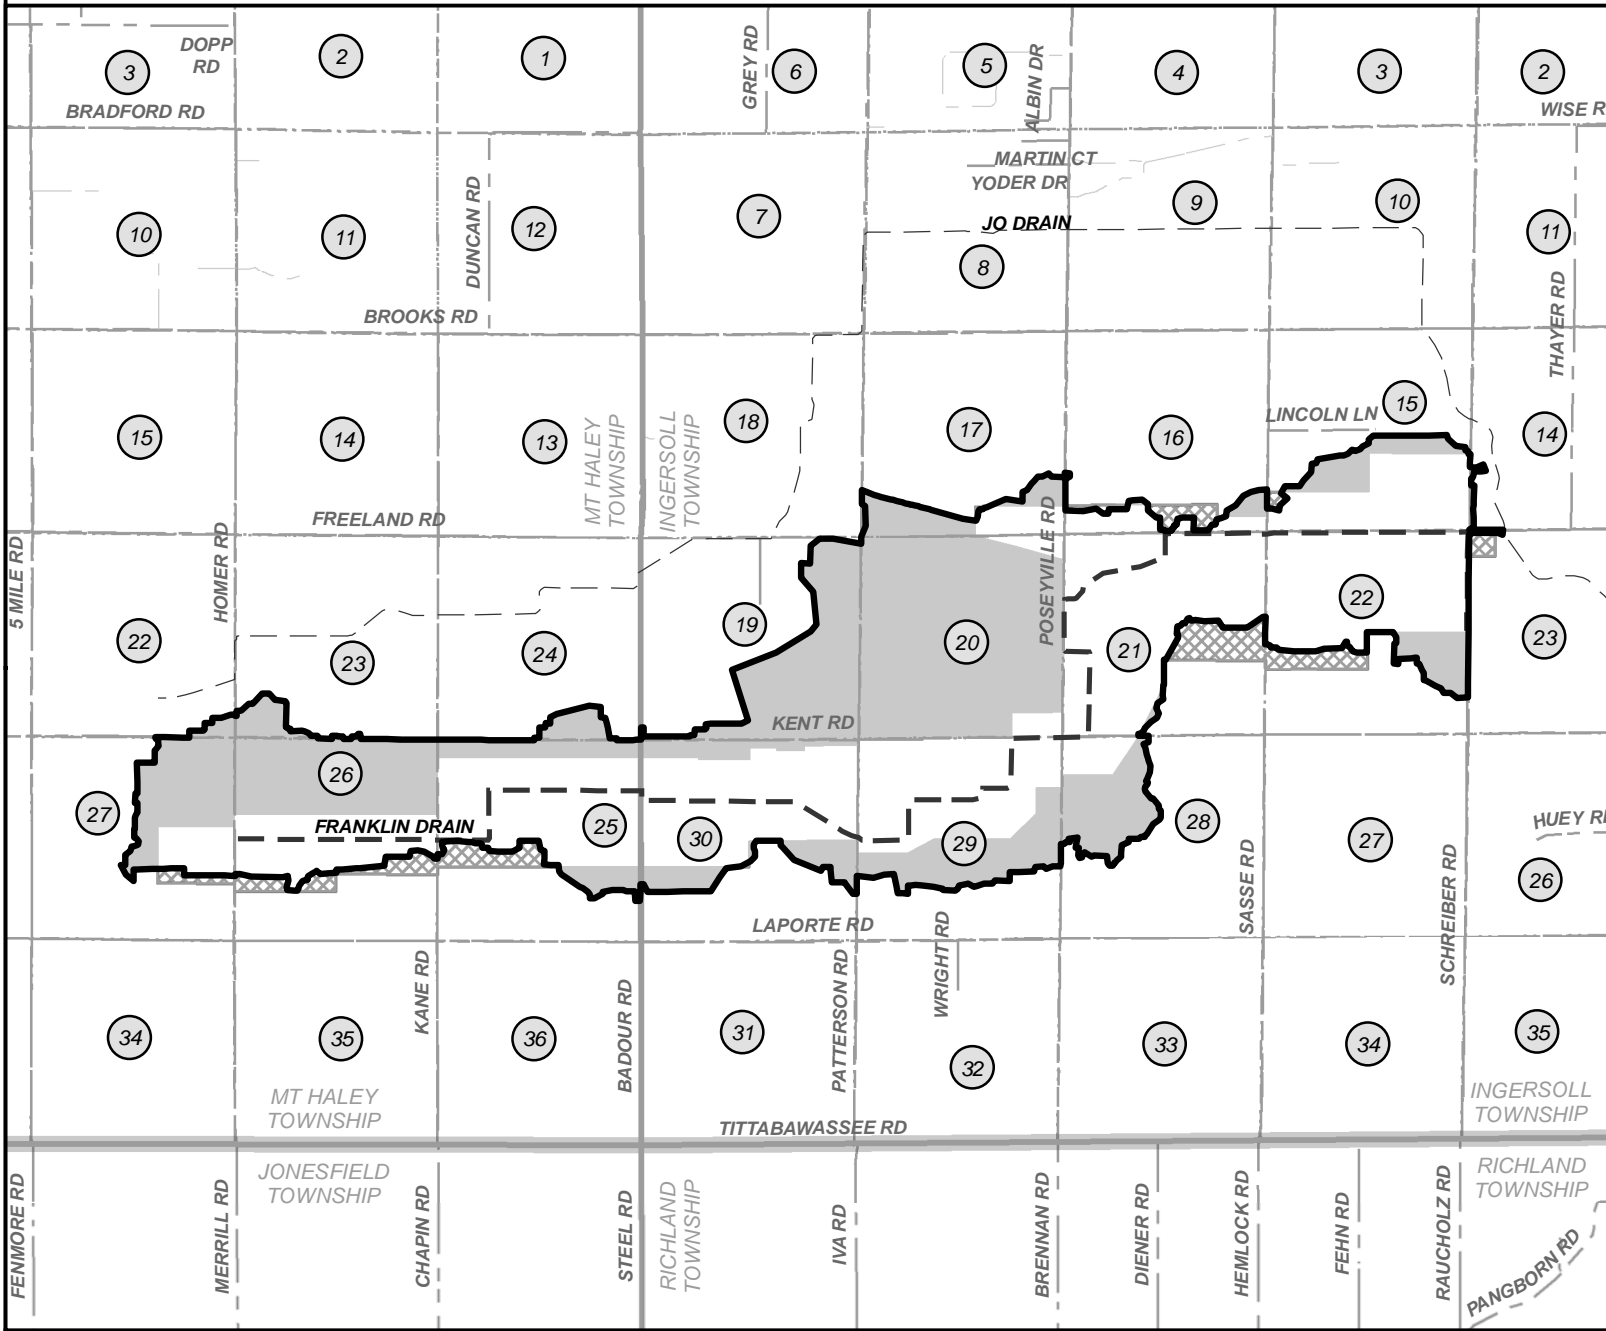 DOPP
RD
3
2
1
GREY RD
6
5
ALBIN DR
4
3
2
BRADFORD RD
WISE R
MARTIN CT
YODER DR
DUNCAN RD
10
11
12
7
JO DRAIN
8
9
10
11
THAYER RD
BROOKS RD
15
14
13
MT HALEY
TOWNSHIP
INGERSOLL
TOWNSHIP
18
17
16
LINCOLN LN
15
14
5 MILE RD
HOMER RD
FREELAND RD
POSEYVILLE RD
22
23
24
19
20
21
22
23
KENT RD
27
26
FRANKLIN DRAIN
25
30
29
28
27
HUEY RD
26
SASSE RD
SCHREIBER RD
LAPORTE RD
WRIGHT RD
KANE RD
BADOUR RD
PATTERSON RD
34
35
36
31
32
33
34
35
MT HALEY
TOWNSHIP
INGERSOLL
TOWNSHIP
TITTABAWASSEE RD
JONESFIELD
TOWNSHIP
RICHLAND
TOWNSHIP
RICHLAND
TOWNSHIP
FENMORE RD
MERRILL RD
CHAPIN RD
STEEL RD
IVA RD
BRENNAN RD
DIENER RD
HEMLOCK RD
FEHN RD
RAUCHOLZ RD
PANGBORN RD